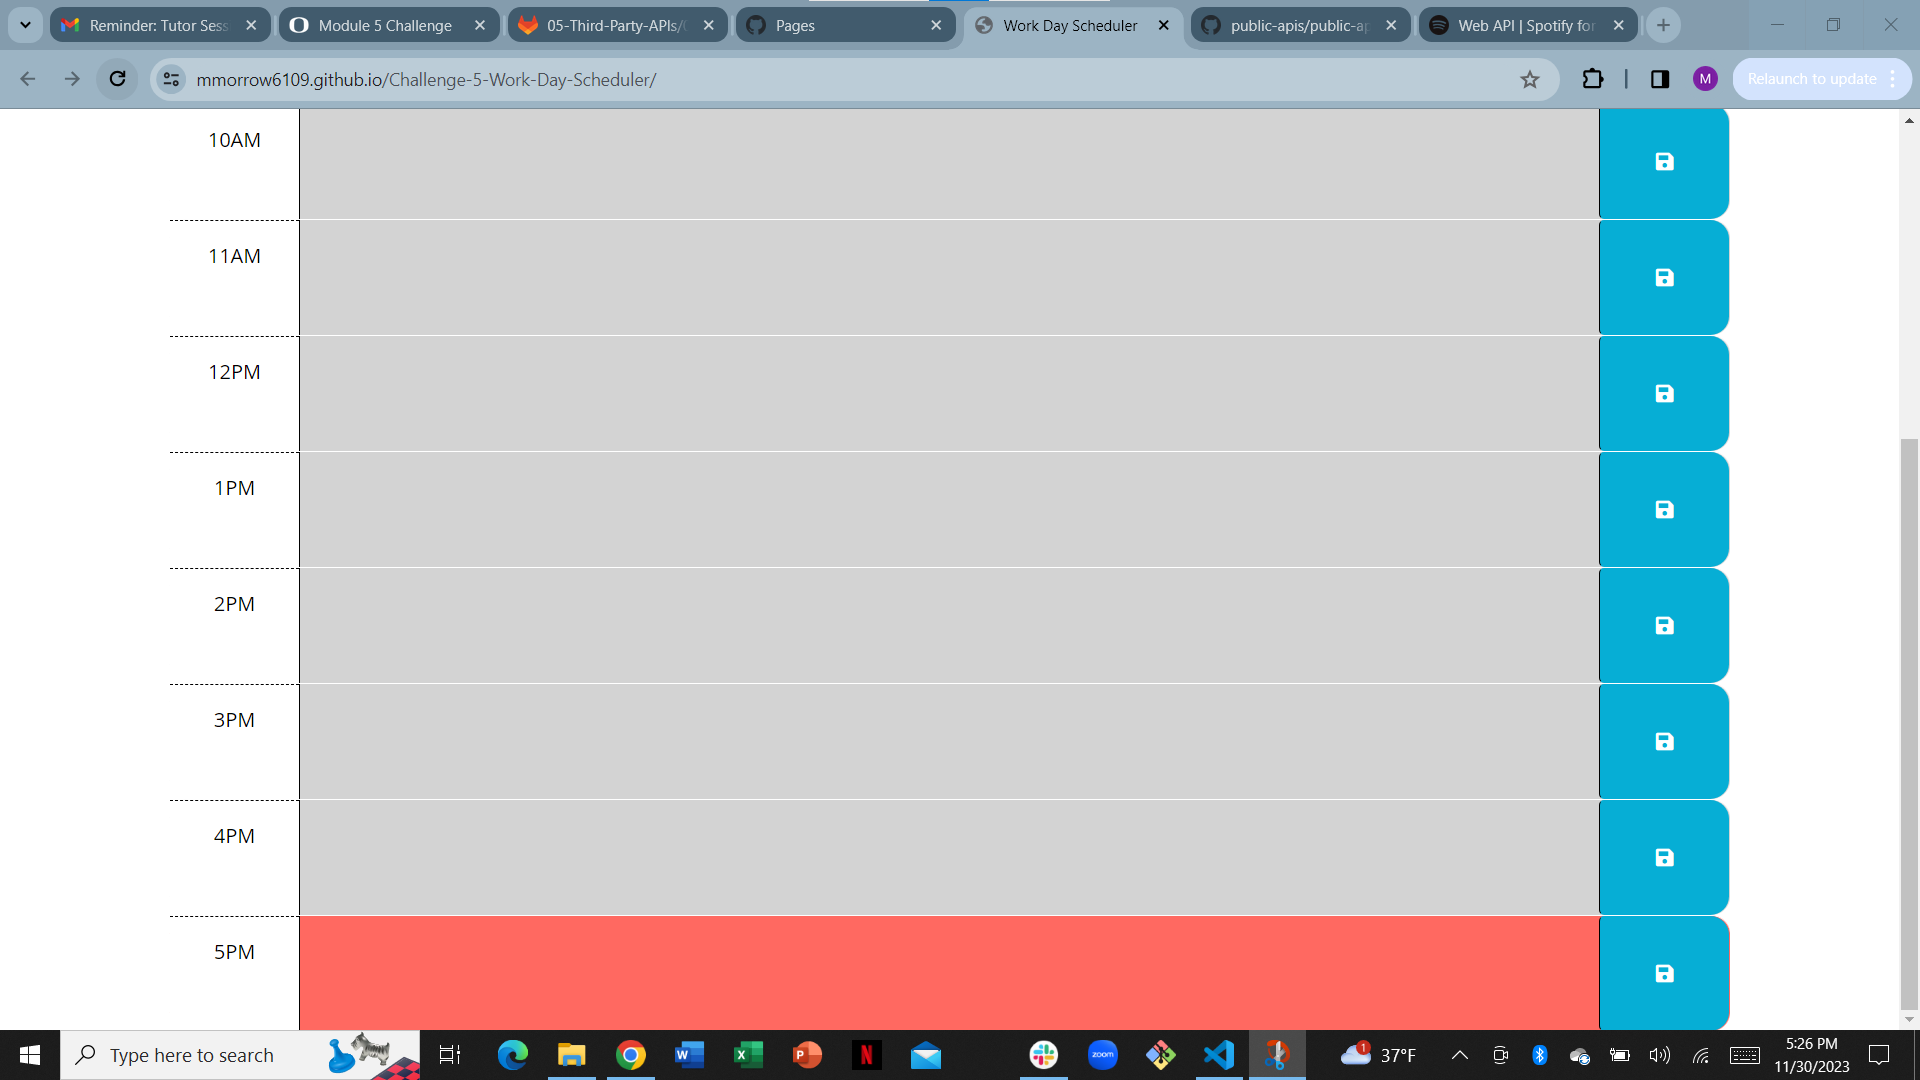 Reminder: Tutor Sess
Module 5 Challenge
05-Third-Party-APIs/
Pages
Work Day Scheduler
public-apis/public-ap
Web API | Spotify for
mmorrow6109.github.io/Challenge-5-Work-Day-Scheduler/
M
Relaunch to update
10AM
11AM
12PM
1PM
2PM
3PM
4PM
5PM
Type here to search
zoom
1
37°F
5:26 PM
11/30/2023